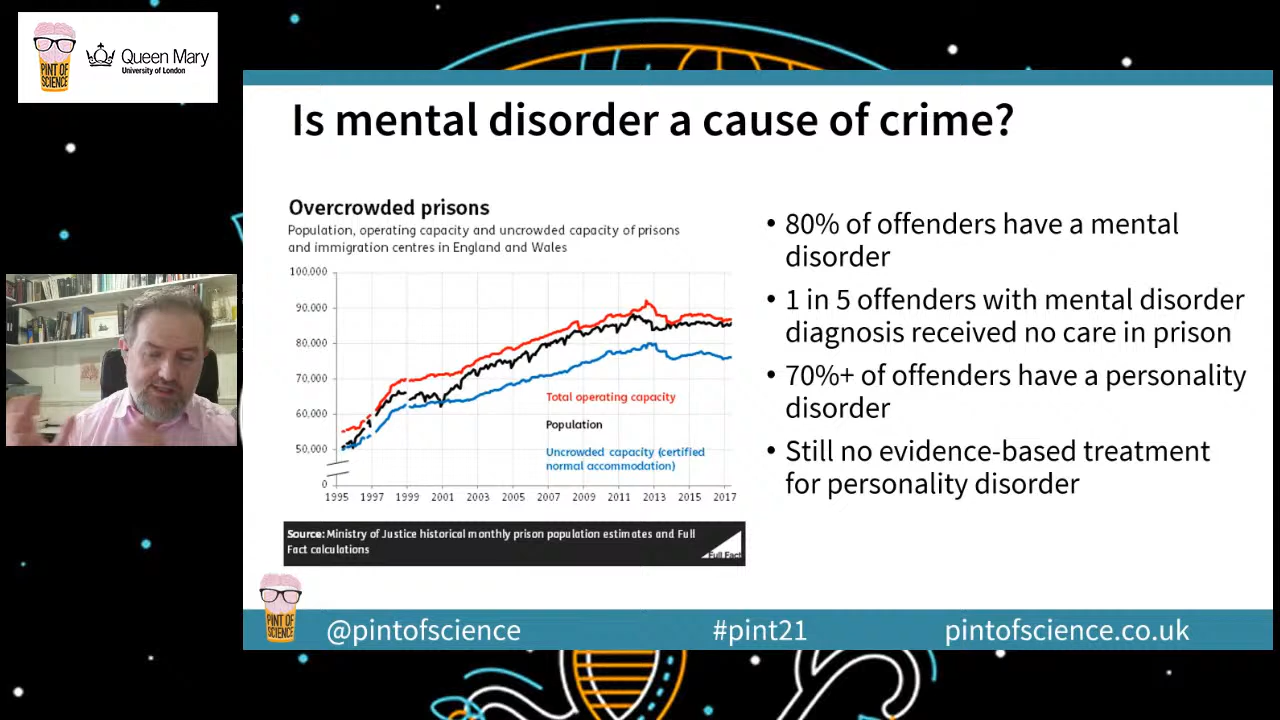 PINT OF
SCIENCE
Queen Mary
University of London
Is mental disorder a cause of crime?
Overcrowded prisons
Population, operating capacity and uncrowded capacity of prisons
and immigration centres in England and Wales
100,000
90,000
80,000
70,000
60,000
50,000
0
1995 1997 1999 2001 2003 2005 2007 2009 2011 2013 2015 2017
Total operating capacity
Population
Uncrowded capacity (certified
normal accommodation)
Source: Ministry of Justice historical monthly prison population estimates and Full
Fact calculations
Full Fact
• 80% of offenders have a mental
disorder
• 1 in 5 offenders with mental disorder
diagnosis received no care in prison
• 70%+ of offenders have a personality
disorder
• Still no evidence-based treatment
for personality disorder
PINT OF
SCIENCE
@pintofscience
#pint21
pintofscience.co.uk